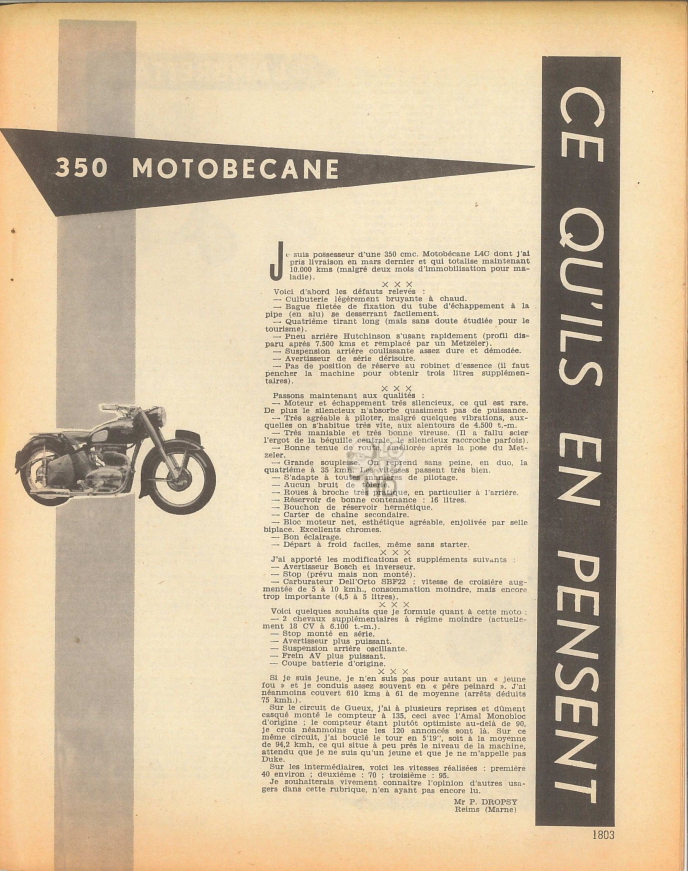 350 MOTOBECANE
CE QU'ILS EN PENSENT
Je suis possesseur d'une 350 cmc. Motobécane L4C dont j'ai
pris livraison en mars dernier et qui totalise maintenant
10.000 kms (malgré deux mois d'immobilisation pour ma-
ladie).
× × ×
Voici d'abord les défauts relevés :
— Culbuterie légèrement bruyante à chaud.
— Bague filetée de fixation du tube d'échappement à la
pipe (en alu) se desserrant facilement.
— Quatrième tirant long (mais sans doute étudiée pour le
tourisme).
— Pneu arrière Hutchinson s'usant rapidement (profil dis-
paru après 7.500 kms et remplacé par un Metzeler).
— Suspension arrière coulissante assez dure et démodée.
— Avertisseur de série dérisoire.
— Pas de position de réserve au robinet d'essence (il faut
pencher la machine pour obtenir trois litres supplémen-
taires).
× × ×
Passons maintenant aux qualités :
— Moteur et échappement très silencieux, ce qui est rare.
De plus le silencieux n'absorbe quasiment pas de puissance.
— Très agréable à piloter, malgré quelques vibrations, aux-
quelles on s'habitue très vite, aux alentours de 4.500 t.-m.
— Très maniable et très bonne vireuse. (Il a fallu scier
l'ergot de la béquille centrale, le silencieux raccroche parfois).
— Bonne tenue de route améliorée après la pose du Met-
zeler.
— Grande souplesse. On reprend sans peine, en duo, la
quatrième à 35 kmh. Les vitesses passent très bien.
— S'adapte à toutes de pilotage.
— Aucun bruit de tôlerie.
— Roues à broche très pratique, en particulier à l'arrière.
— Réservoir de bonne contenance : 16 litres.
— Bouchon de réservoir hermétique.
— Carter de chaîne secondaire.
— Bloc moteur net, esthétique agréable, enjolivée par selle
biplace. Excellents chromes.
— Bon éclairage.
— Départ à froid faciles, même sans starter.
× × ×
J'ai apporté les modifications et suppléments suivants :
— Avertisseur Bosch et inverseur.
— Stop (prévu mais non monté).
— Carburateur Dell'Orto SBF22 : vitesse de croisière aug-
mentée de 5 à 10 kmh., consommation moindre, mais encore
trop importante (4,5 à 5 litres).
× × ×
Voici quelques souhaits que je formule quant à cette moto :
— 2 chevaux supplémentaires à régime moindre (actuelle-
ment 18 CV à 6.100 t.-m.).
— Stop monté en série.
— Avertisseur plus puissant.
— Suspension arrière oscillante.
— Frein AV plus puissant.
— Coupe batterie d'origine.
× × ×
Si je suis jeune, je n'en suis pas pour autant un « jeune
fou » et je conduis assez souvent en « père peinard ». J'ai
néanmoins couvert 610 kms à 61 de moyenne (arrêts déduits
75 kmh.).
Sur le circuit de Gueux, j'ai à plusieurs reprises et dûment
casqué monté le compteur à 135, ceci avec l'Amal Monobloc
d'origine ; le compteur étant plutôt optimiste au-delà de 90,
je crois néanmoins que les 120 annoncés sont là. Sur ce
même circuit, j'ai bouclé le tour en 5'19", soit à la moyenne
de 94,2 kmh, ce qui situe à peu près le niveau de la machine,
attendu que je ne suis qu'un jeune et que je ne m'appelle pas
Duke.
Sur les intermédiaires, voici les vitesses réalisées : première
40 environ ; deuxième : 70 ; troisième : 95.
Je souhaiterais vivement connaître l'opinion d'autres usa-
gers dans cette rubrique, n'en ayant pas encore lu.
Mr P. DROPSY
Reims (Marne)
1803